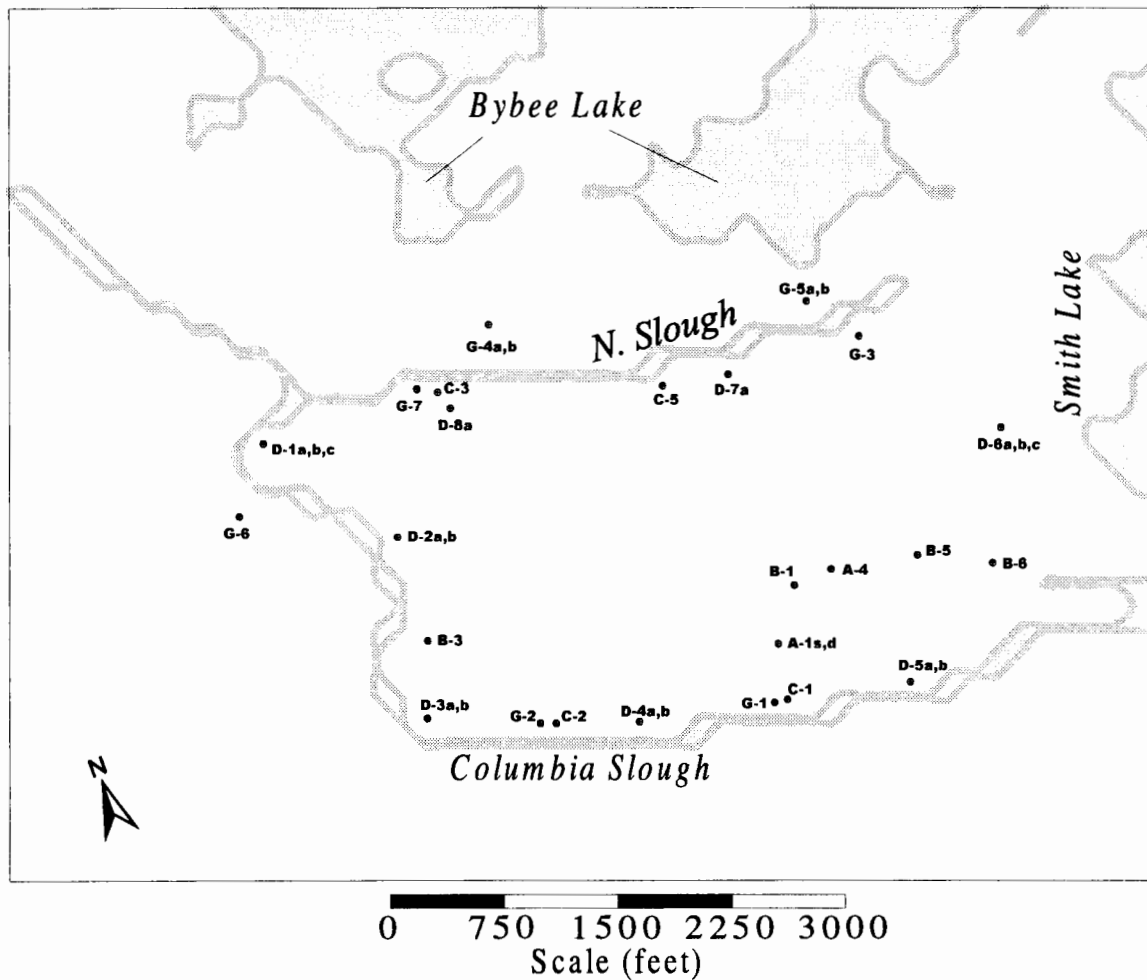 Bybee Lake
Smith Lake
G-5a,b
N. Slough
G-4a,b
G-3
G-7
C-3
C-5
D-7a
D-8a
D-1a,b,c
D-6a,b,c
G-6
D-2a,b
B-5
B-6
B-1
A-4
B-3
A-1s,d
D-5a,b
C-1
G-1
D-3a,b
G-2
C-2
D-4a,b
Columbia Slough
N
0 750 1500 2250 3000
Scale (feet)